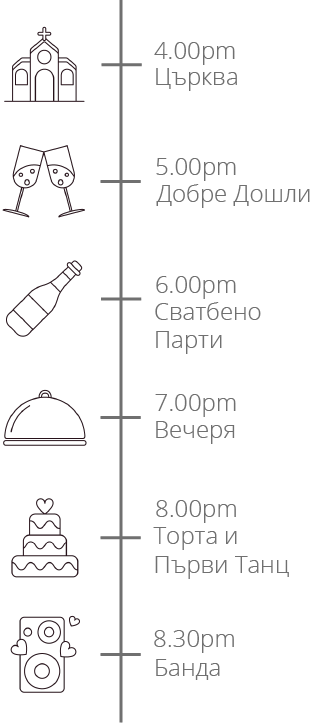 4.00pm
Църква
5.00pm
Добре Дошли
6.00pm
Сватбено
Парти
7.00pm
Вечеря
8.00pm
Торта и
Първи Танц
8.30pm
Банда